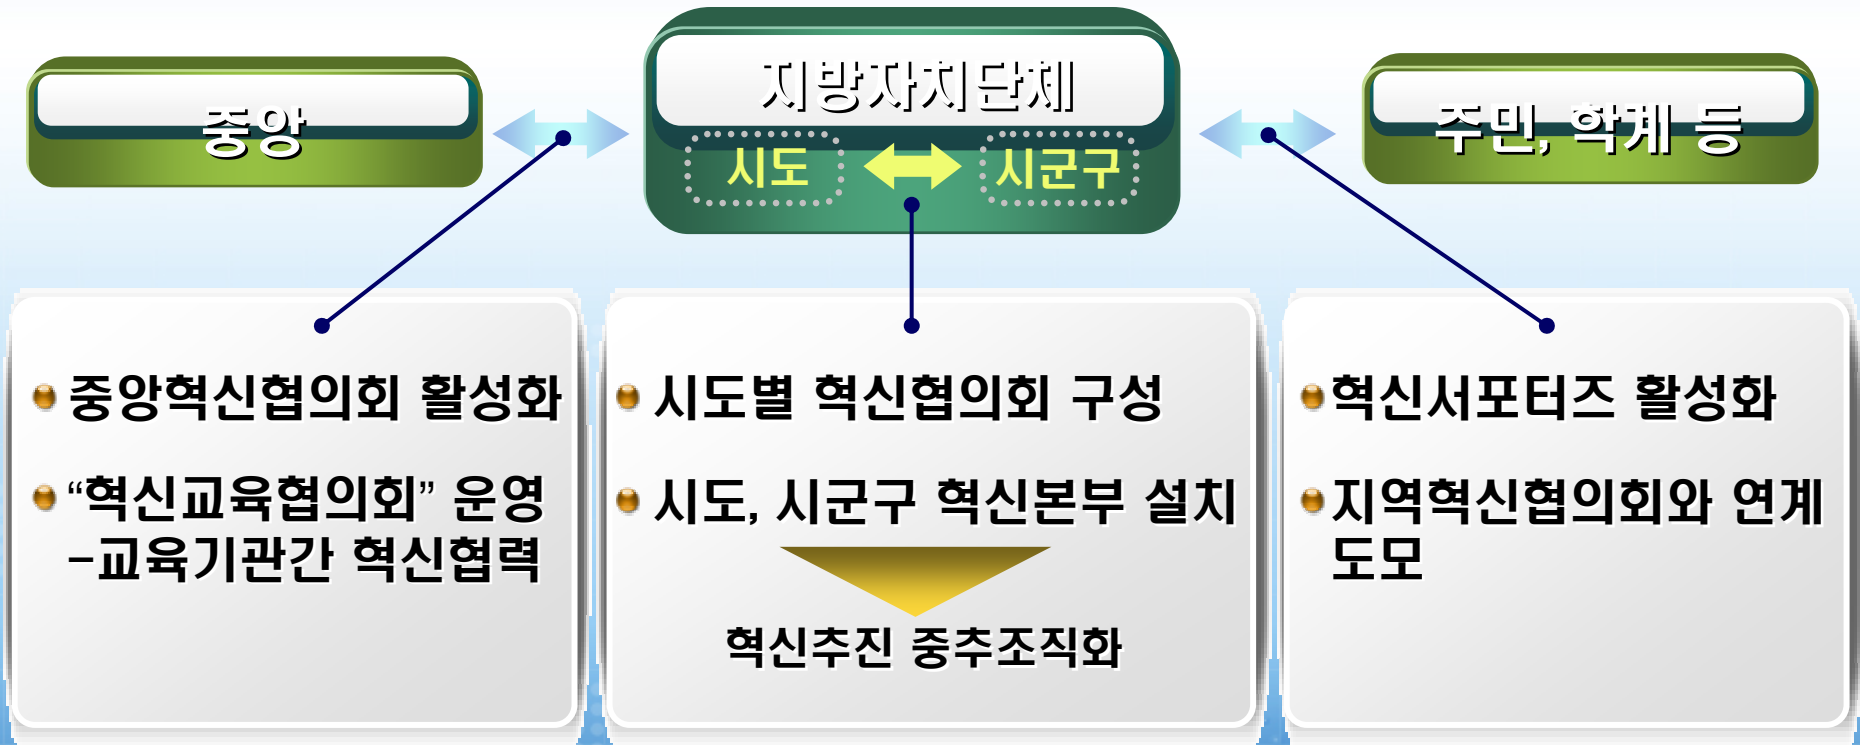 중앙
지방자치단체
시도
시군구
주민, 학계 등
중앙혁신협의회 활성화
“혁신교육협의회” 운영
–교육기관간 혁신협력
시도별 혁신협의회 구성
시도, 시군구 혁신본부 설치
혁신추진 중추조직화
혁신서포터즈 활성화
지역혁신협의회와 연계
도모